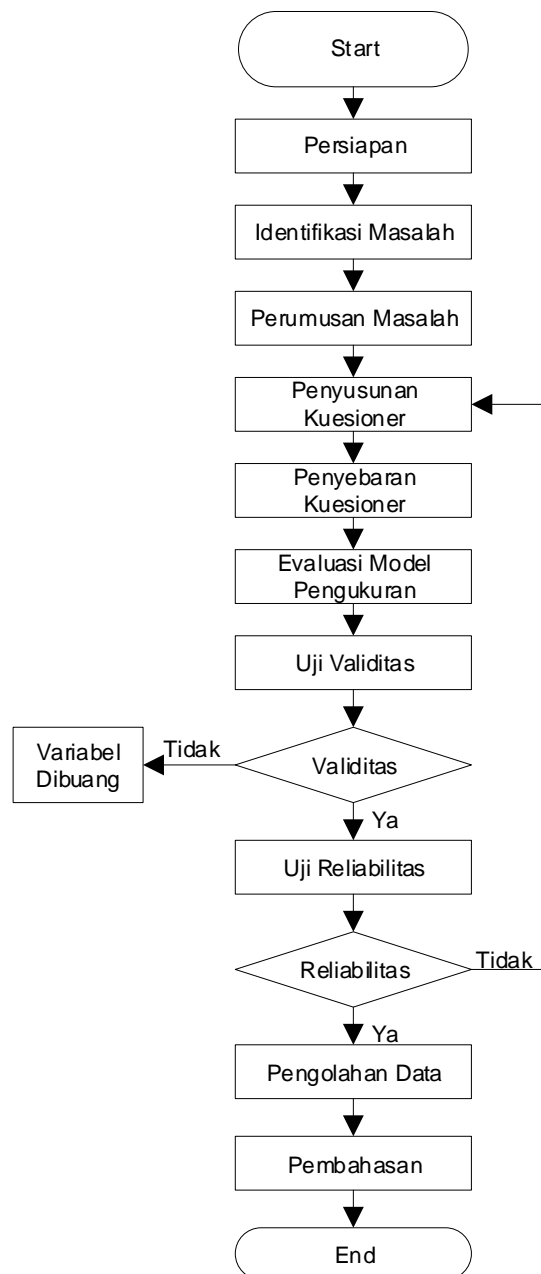 Start
Persiapan
Identifikasi Masalah
Perumusan Masalah
Penyusunan
Kuesioner
Penyebaran
Kuesioner
Evaluasi Model
Pengukuran
Uji Validitas
Variabel
Dibuang
Tidak
Validitas
Ya
Uji Reliabilitas
Reliabilitas
Tidak
Ya
Pengolahan Data
Pembahasan
End